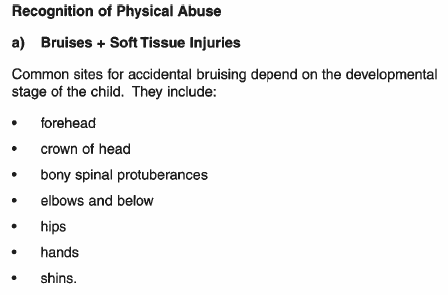 Recognition of Physical Abuse
a) Bruises + Soft Tissue Injuries
Common sites for accidental bruising depend on the developmental
stage of the child. They include:
• forehead
• crown of head
• bony spinal protuberances
• elbows and below
• hips
• hands
• shins.